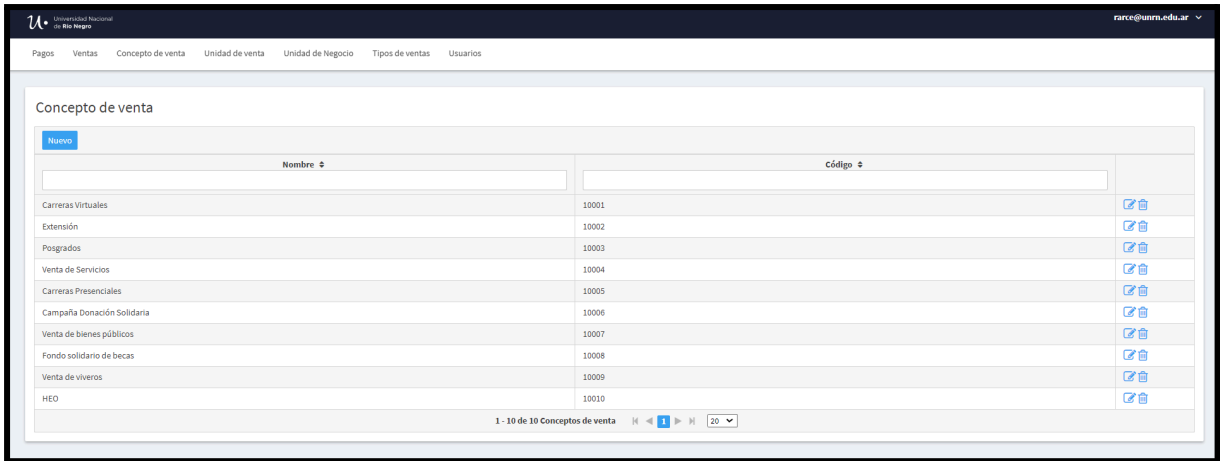 Universidad Nacional
de Río Negro
rarce@unrn.edu.ar
Pagos Ventas Concepto de venta Unidad de venta Unidad de Negocio Tipos de ventas Usuarios
Concepto de venta
Nuevo
Nombre Código
Carreras Virtuales 10001
Extensión 10002
Posgrados 10003
Venta de Servicios 10004
Carreras Presenciales 10005
Campaña Donación Solidaria 10006
Venta de bienes públicos 10007
Fondo solidario de becas 10008
Venta de viveros 10009
HEO 10010
1 - 10 de 10 Conceptos de venta 1 20